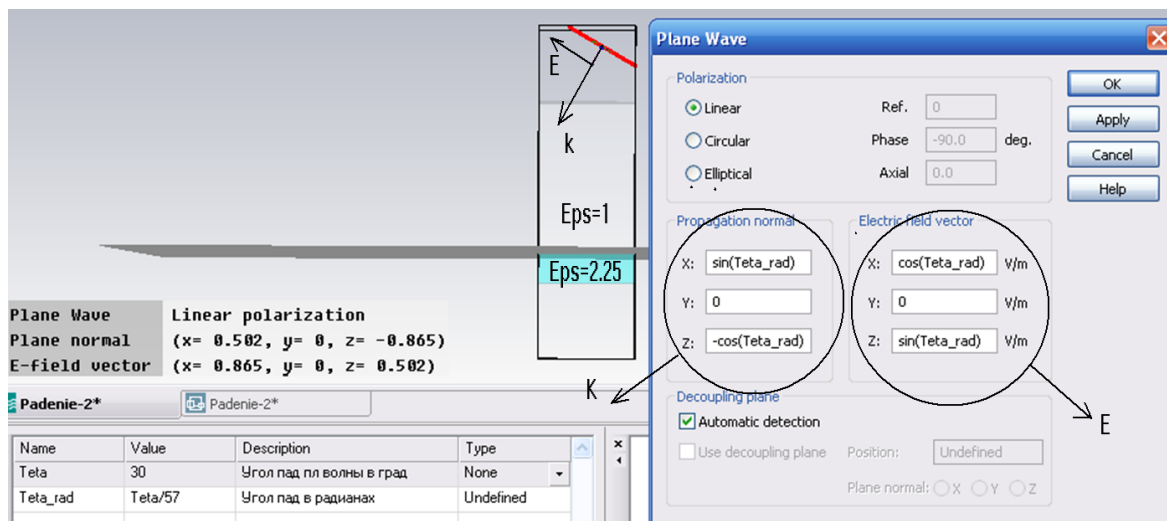 E
k
Eps=1
Eps=2.25
Plane Wave Linear polarization
Plane normal (x= 0.502, y= 0, z= -0.865)
E-field vector (x= 0.865, y= 0, z= 0.502)
Padenie-2* Padenie-2*
Name Value Description Type
Teta 30 Угол пад пл волны в град None
Teta_rad Teta/57 Угол пад в радианах Undefined
Plane Wave
Polarization
Linear Ref. 0
Circular Phase -90.0 deg.
Elliptical Axial 0.0
OK
Apply
Cancel
Help
Propagation normal
X: sin(Teta_rad)
Y: 0
Z: -cos(Teta_rad)
Electric field vector
X: cos(Teta_rad) V/m
Y: 0 V/m
Z: sin(Teta_rad) V/m
K
E
Decoupling plane
Automatic detection
Use decoupling plane Position: Undefined
Plane normal: X Y Z